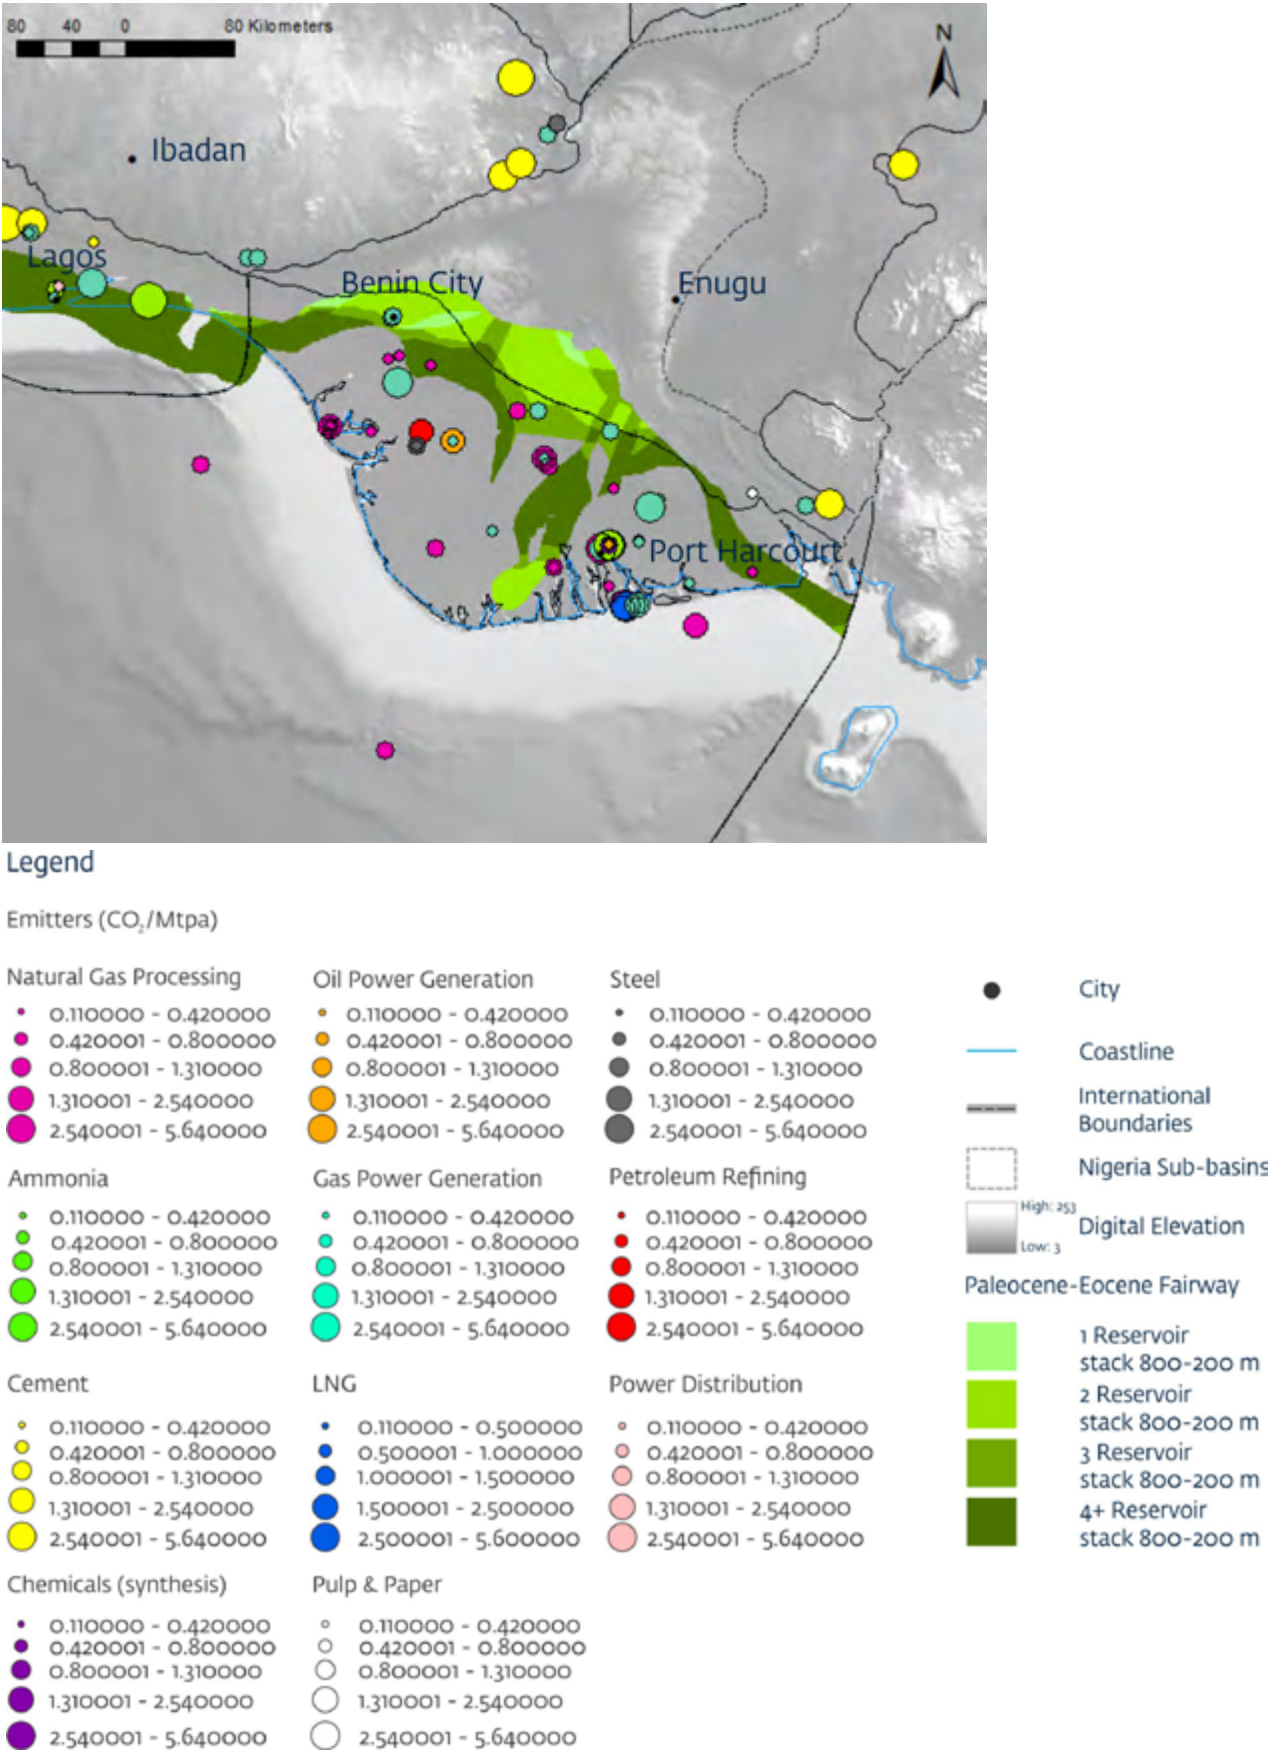 80 40 0 80 Kilometers
N
Ibadan
Lagos
Benin City
Enugu
Port Harcourt
Legend
Emitters (CO₂/Mtpa)
Natural Gas Processing
0.110000 - 0.420000
0.420001 - 0.800000
0.800001 - 1.310000
1.310001 - 2.540000
2.540001 - 5.640000
Oil Power Generation
0.110000 - 0.420000
0.420001 - 0.800000
0.800001 - 1.310000
1.310001 - 2.540000
2.540001 - 5.640000
Steel
0.110000 - 0.420000
0.420001 - 0.800000
0.800001 - 1.310000
1.310001 - 2.540000
2.540001 - 5.640000
Ammonia
0.110000 - 0.420000
0.420001 - 0.800000
0.800001 - 1.310000
1.310001 - 2.540000
2.540001 - 5.640000
Gas Power Generation
0.110000 - 0.420000
0.420001 - 0.800000
0.800001 - 1.310000
1.310001 - 2.540000
2.540001 - 5.640000
Petroleum Refining
0.110000 - 0.420000
0.420001 - 0.800000
0.800001 - 1.310000
1.310001 - 2.540000
2.540001 - 5.640000
Cement
0.110000 - 0.420000
0.420001 - 0.800000
0.800001 - 1.310000
1.310001 - 2.540000
2.540001 - 5.640000
LNG
0.110000 - 0.500000
0.500001 - 1.000000
1.000001 - 1.500000
1.500001 - 2.500000
2.500001 - 5.600000
Power Distribution
0.110000 - 0.420000
0.420001 - 0.800000
0.800001 - 1.310000
1.310001 - 2.540000
2.540001 - 5.640000
Chemicals (synthesis)
0.110000 - 0.420000
0.420001 - 0.800000
0.800001 - 1.310000
1.310001 - 2.540000
2.540001 - 5.640000
Pulp & Paper
0.110000 - 0.420000
0.420001 - 0.800000
0.800001 - 1.310000
1.310001 - 2.540000
2.540001 - 5.640000
City
Coastline
International
Boundaries
Nigeria Sub-basins
High: 253
Digital Elevation
Low: 3
Paleocene-Eocene Fairway
1 Reservoir
stack 800-200 m
2 Reservoir
stack 800-200 m
3 Reservoir
stack 800-200 m
4+ Reservoir
stack 800-200 m